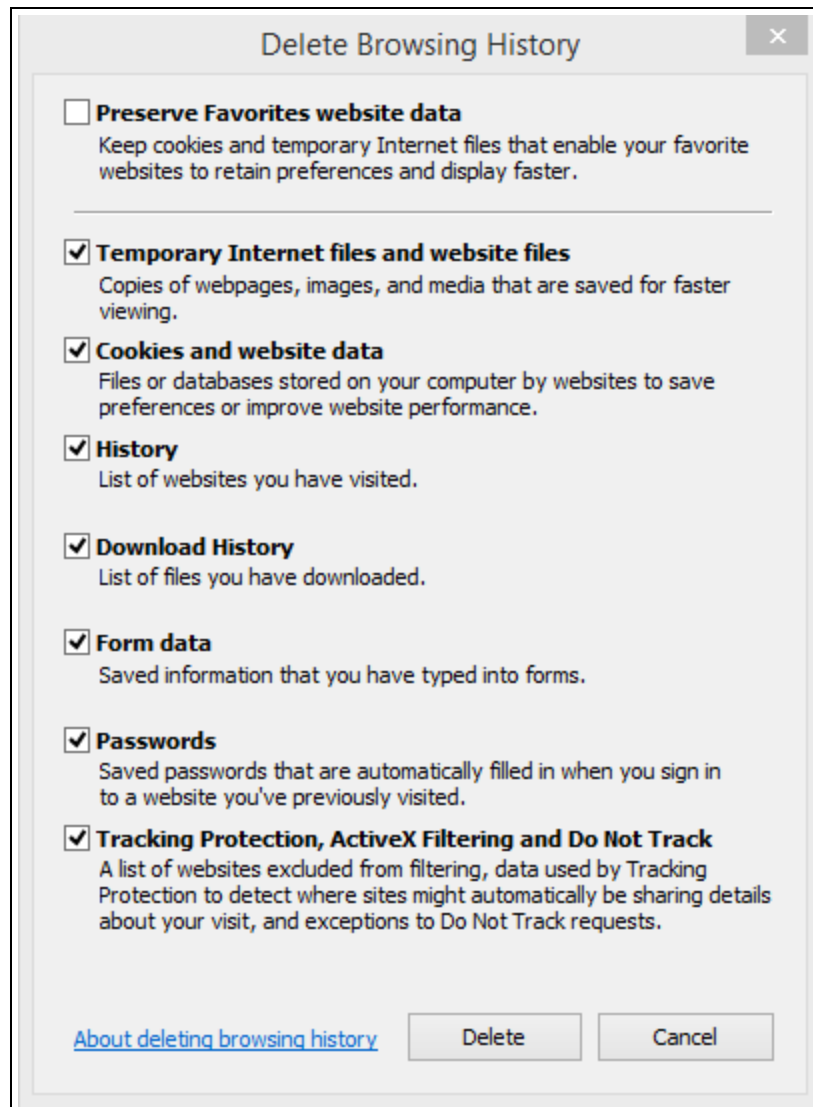 Delete Browsing History
Preserve Favorites website data
Keep cookies and temporary Internet files that enable your favorite
websites to retain preferences and display faster.
Temporary Internet files and website files
Copies of webpages, images, and media that are saved for faster
viewing.
Cookies and website data
Files or databases stored on your computer by websites to save
preferences or improve website performance.
History
List of websites you have visited.
Download History
List of files you have downloaded.
Form data
Saved information that you have typed into forms.
Passwords
Saved passwords that are automatically filled in when you sign in
to a website you've previously visited.
Tracking Protection, ActiveX Filtering and Do Not Track
A list of websites excluded from filtering, data used by Tracking
Protection to detect where sites might automatically be sharing details
about your visit, and exceptions to Do Not Track requests.
About deleting browsing history
Delete
Cancel